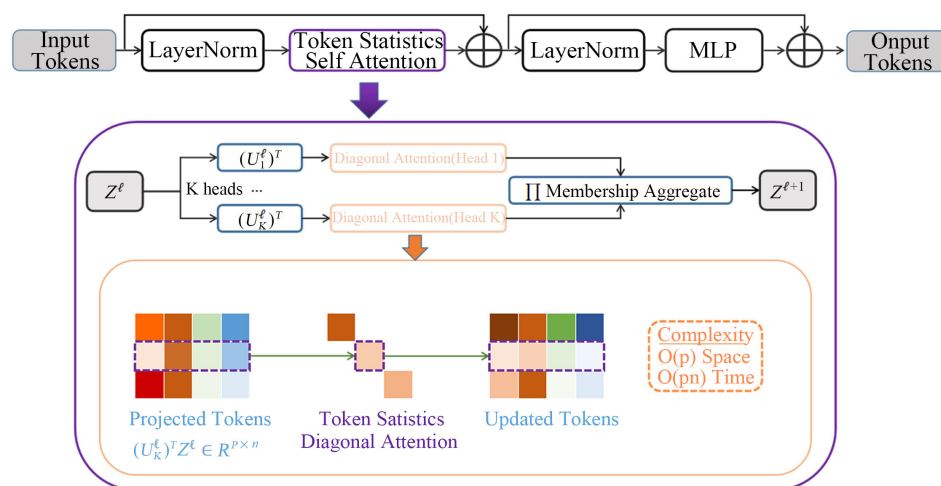 Input
Tokens
LayerNorm
Token Statistics
Self Attention
LayerNorm
MLP
Onput
Tokens
Z^ℓ
K heads ...
(U_1^ℓ)^T
Diagonal Attention(Head 1)
(U_K^ℓ)^T
Diagonal Attention(Head K)
∏ Membership Aggregate
Z^{ℓ+1}
Projected Tokens
(U_K^ℓ)^T Z^ℓ ∈ R^{P×n}
Token Satistics
Diagonal Attention
Updated Tokens
Complexity
O(p) Space
O(pn) Time